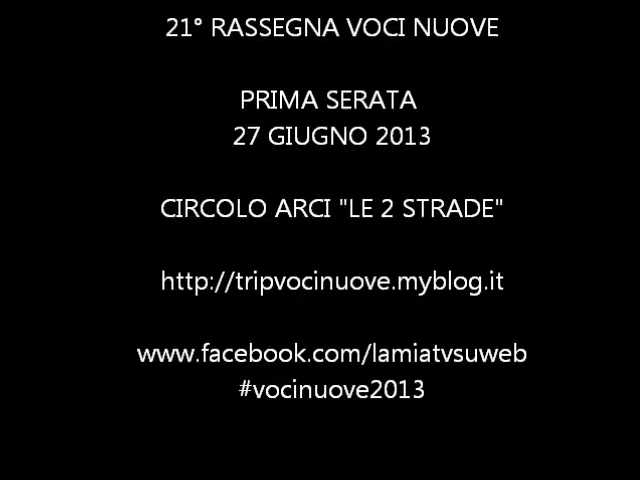 21° RASSEGNA VOCI NUOVE
PRIMA SERATA
27 GIUGNO 2013
CIRCOLO ARCI "LE 2 STRADE"
http://tripvocinuove.myblog.it
www.facebook.com/lamiatvsuweb
#vocinuove2013